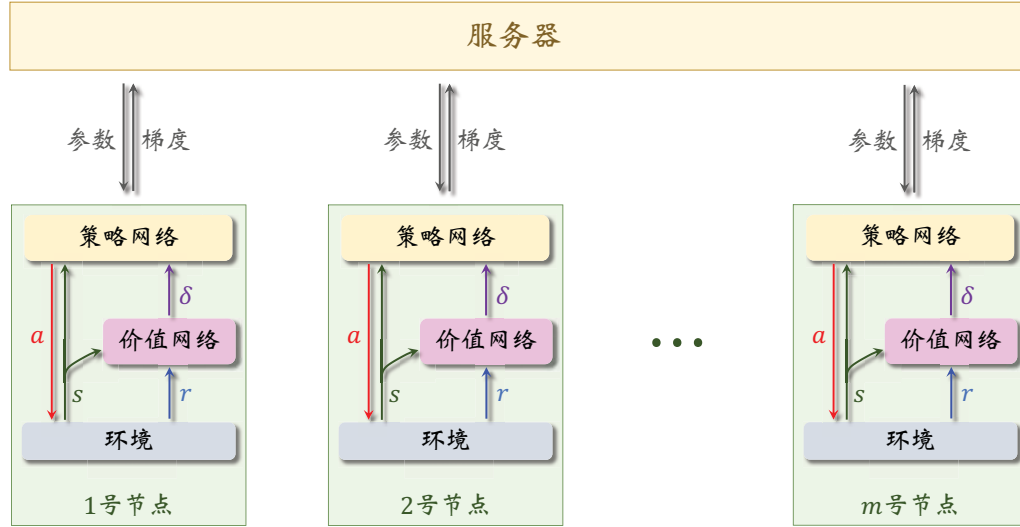 服务器
参数 梯度
参数 梯度
参数 梯度
策略网络
策略网络
策略网络
δ
δ
δ
a
价值网络
a
价值网络
• • •
a
价值网络
s
r
s
r
s
r
环境
环境
环境
1号节点
2号节点
m号节点